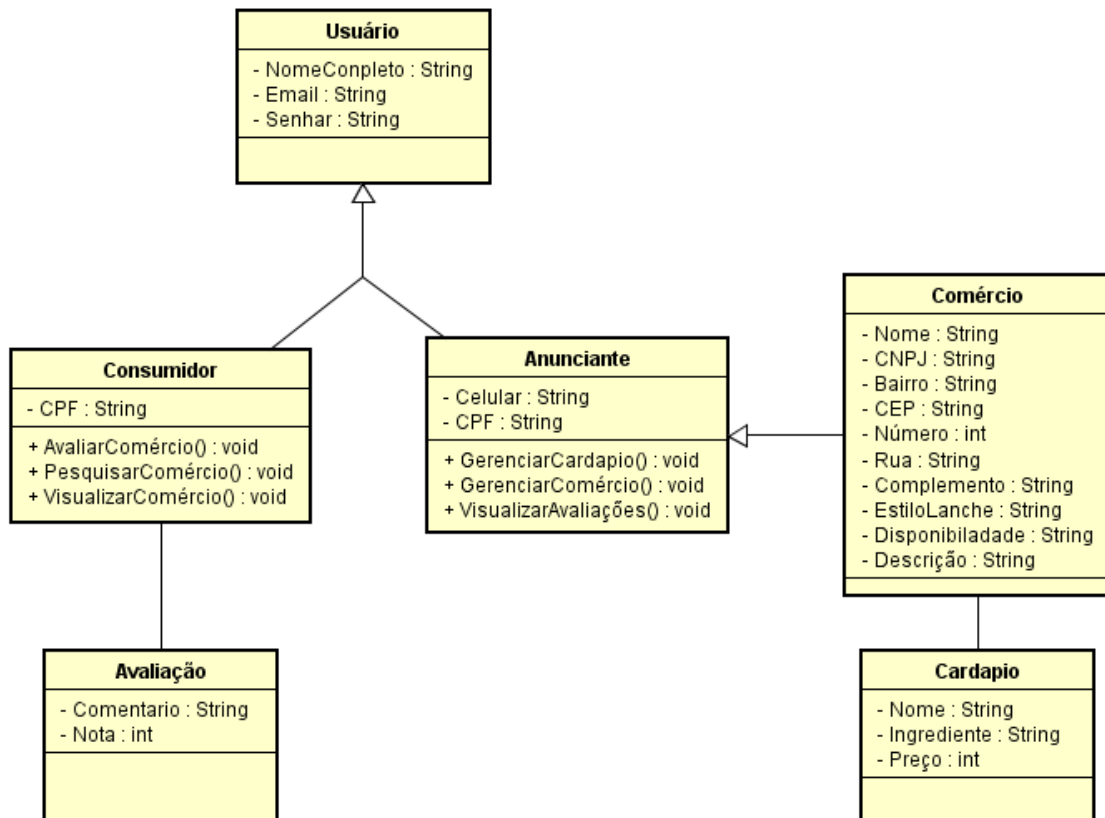 Usuário
- NomeConpleto : String
- Email : String
- Senhar : String
Consumidor
- CPF : String
+ AvaliarComércio() : void
+ PesquisarComércio() : void
+ VisualizarComércio() : void
Anunciante
- Celular : String
- CPF : String
+ GerenciarCardapio() : void
+ GerenciarComércio() : void
+ VisualizarAvaliações() : void
Comércio
- Nome : String
- CNPJ : String
- Bairro : String
- CEP : String
- Número : int
- Rua : String
- Complemento : String
- EstiloLanche : String
- Disponibiladade : String
- Descrição : String
Avaliação
- Comentario : String
- Nota : int
Cardapio
- Nome : String
- Ingrediente : String
- Preço : int